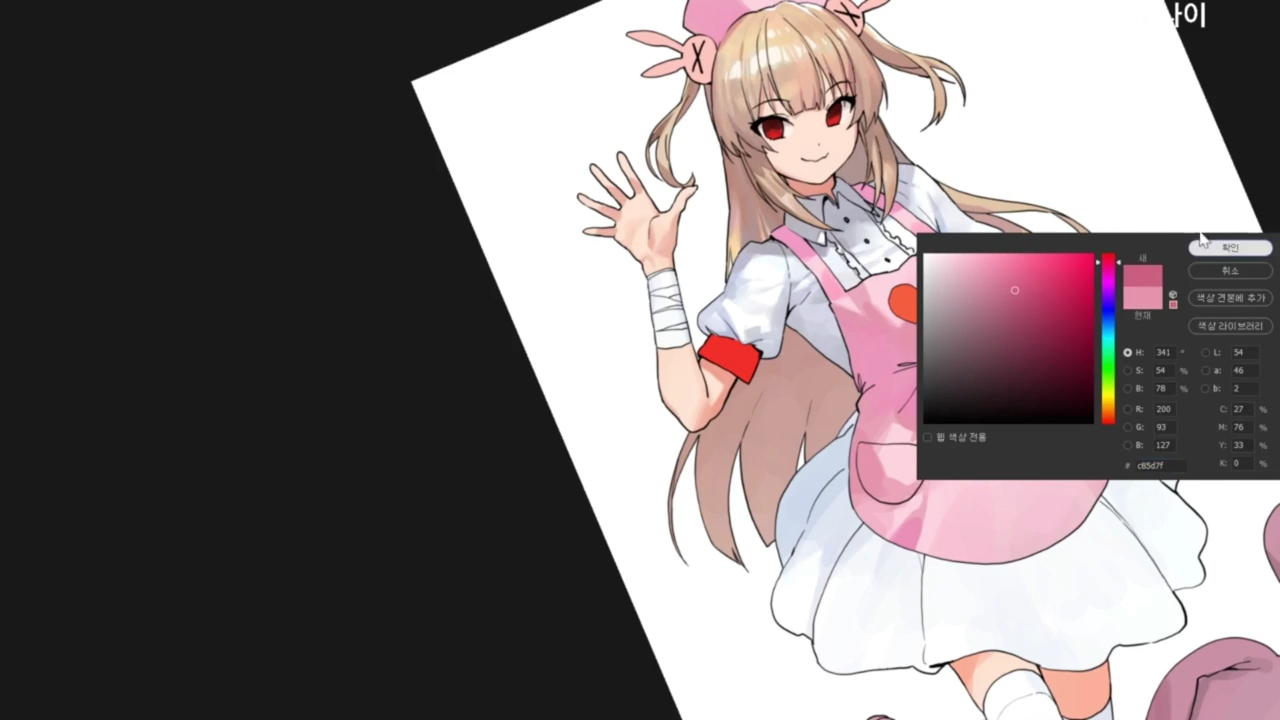 나이
확인
새
취소
색상 견본에 추가
현재
색상 라이브러리
H: 341 °
L: 54
S: 54 %
a: 46
B: 78 %
b: 2
R: 200
C: 27 %
G: 93
M: 76 %
B: 127
Y: 33 %
웹 색상 전용
# c85d7f
K: 0 %